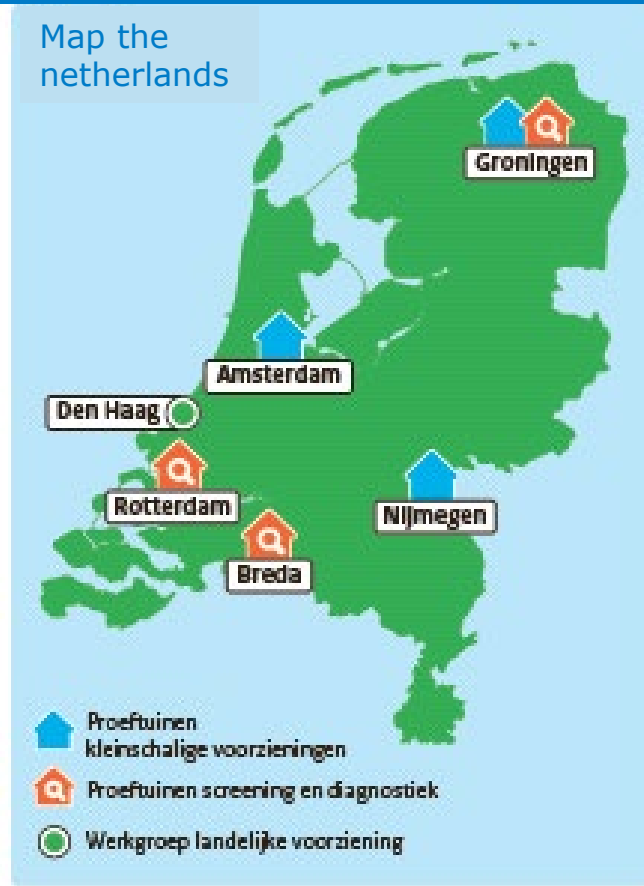 Map the
netherlands
Groningen
Amsterdam
Den Haag
Rotterdam
Nijmegen
Breda
Proeftuinen
kleinschalige voorzieningen
Proeftuinen screening en diagnostiek
Werkgroep landelijke voorziening